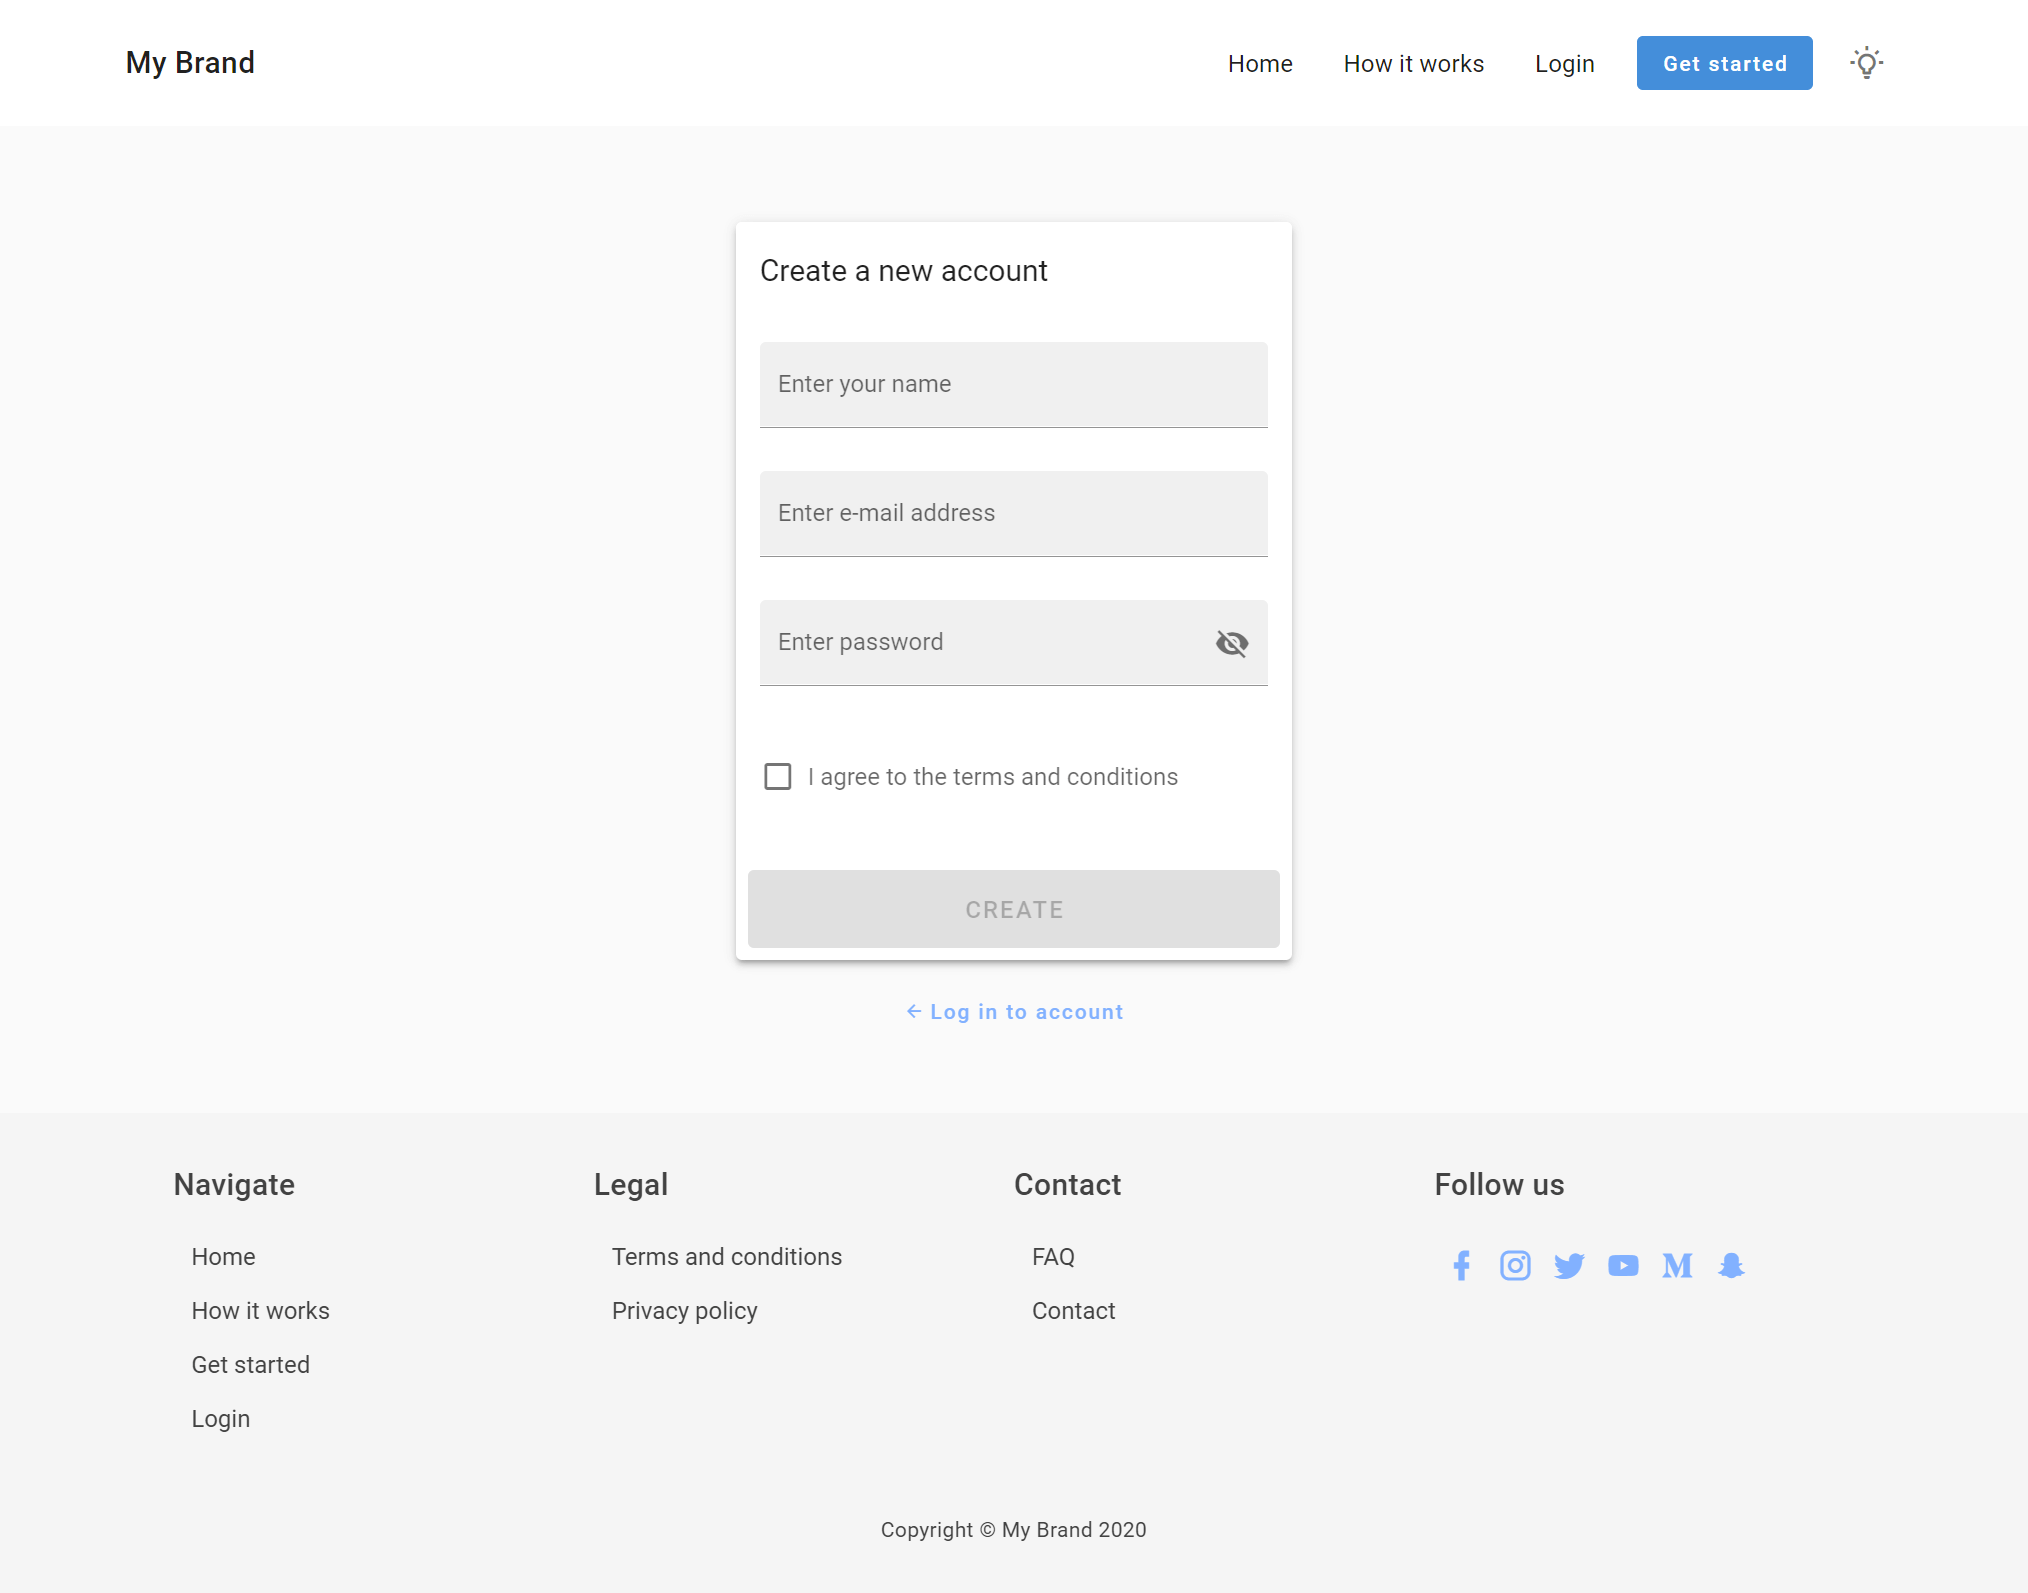 My Brand
Home
How it works
Login
Get started
Create a new account
Enter your name
Enter e-mail address
Enter password
I agree to the terms and conditions
CREATE
← Log in to account
Navigate
Home
How it works
Get started
Login
Legal
Terms and conditions
Privacy policy
Contact
FAQ
Contact
Follow us
Copyright © My Brand 2020